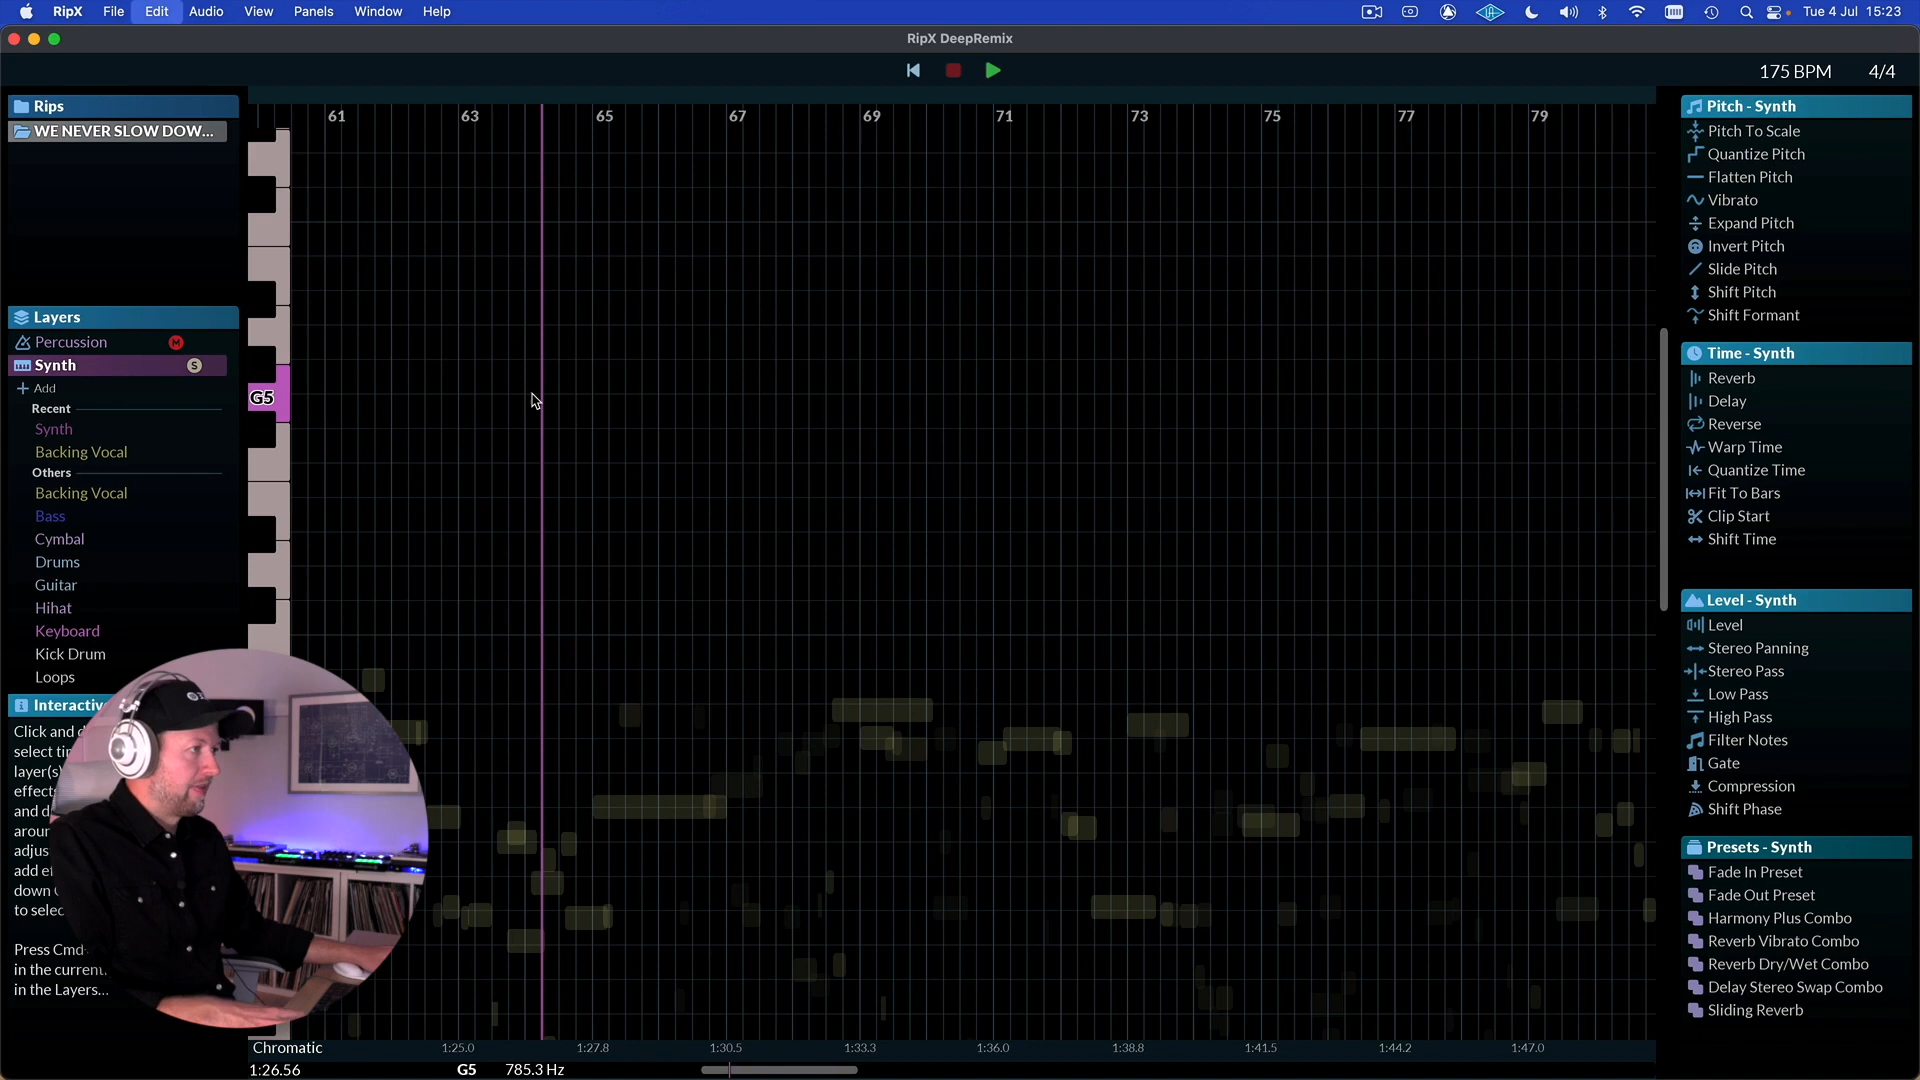 RipX File Edit Audio View Panels Window Help
Tue 4 Jul 15:23
RipX DeepRemix
175 BPM 4/4
Rips
WE NEVER SLOW DOW...
Layers
Percussion M
Synth S
Add
Recent
Synth
Backing Vocal
Others
Backing Vocal
Bass
Cymbal
Drums
Guitar
Hihat
Keyboard
Kick Drum
Loops
Click and
select
layer(s)
Press Cmd
in the current
in the Layers...
61 63 65 67 69 71 73 75 77 79
G5
Chromatic
1:25.0 1:27.8 1:30.5 1:33.3 1:36.0 1:38.8 1:41.5 1:44.2 1:47.0
1:26.56 G5 785.3 Hz
Pitch - Synth
Pitch To Scale
Quantize Pitch
Flatten Pitch
Vibrato
Expand Pitch
Invert Pitch
Slide Pitch
Shift Pitch
Shift Formant
Time - Synth
Reverb
Delay
Reverse
Warp Time
Quantize Time
Fit To Bars
Clip Start
Shift Time
Level - Synth
Level
Stereo Panning
Stereo Pass
Low Pass
High Pass
Filter Notes
Gate
Compression
Shift Phase
Presets - Synth
Fade In Preset
Fade Out Preset
Harmony Plus Combo
Reverb Vibrato Combo
Reverb Dry/Wet Combo
Delay Stereo Swap Combo
Sliding Reverb